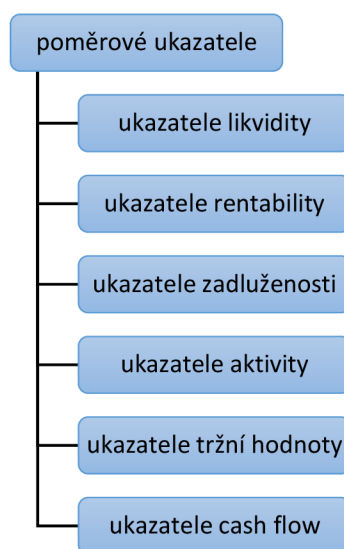 poměrové ukazatele
ukazatele likvidity
ukazatele rentability
ukazatele zadluženosti
ukazatele aktivity
ukazatele tržní hodnoty
ukazatele cash flow